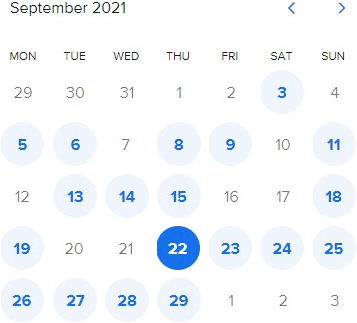 September 2021
MON TUE WED THU FRI SAT SUN
29 30 31 1 2 3 4
5 6 7 8 9 10 11
12 13 14 15 16 17 18
19 20 21 22 23 24 25
26 27 28 29 1 2 3